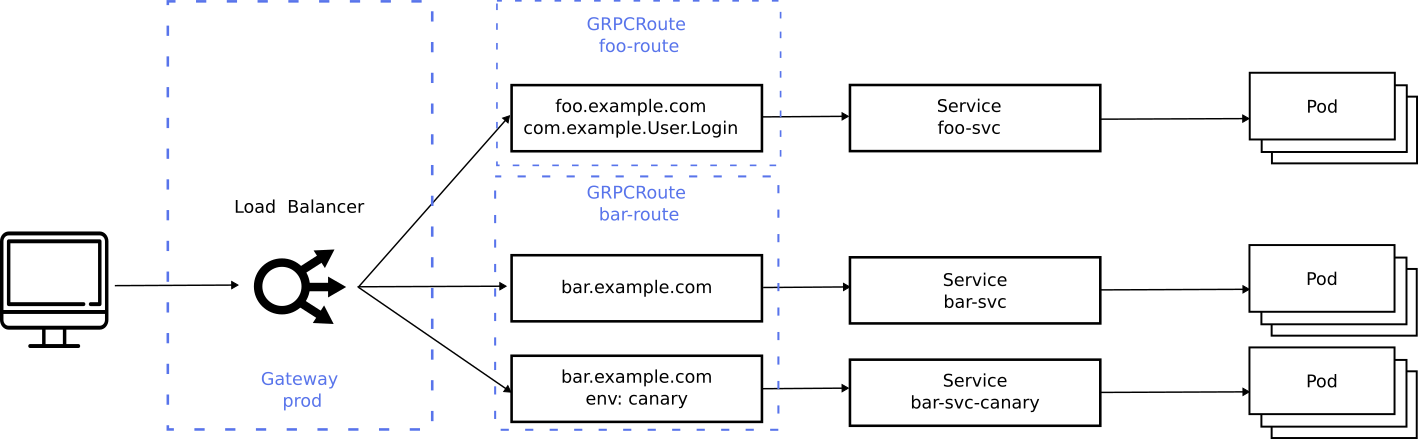 GRPCRoute
foo-route
foo.example.com
com.example.User.Login
Service
foo-svc
Pod
Load Balancer
Gateway
prod
GRPCRoute
bar-route
bar.example.com
Service
bar-svc
Pod
bar.example.com
env: canary
Service
bar-svc-canary
Pod